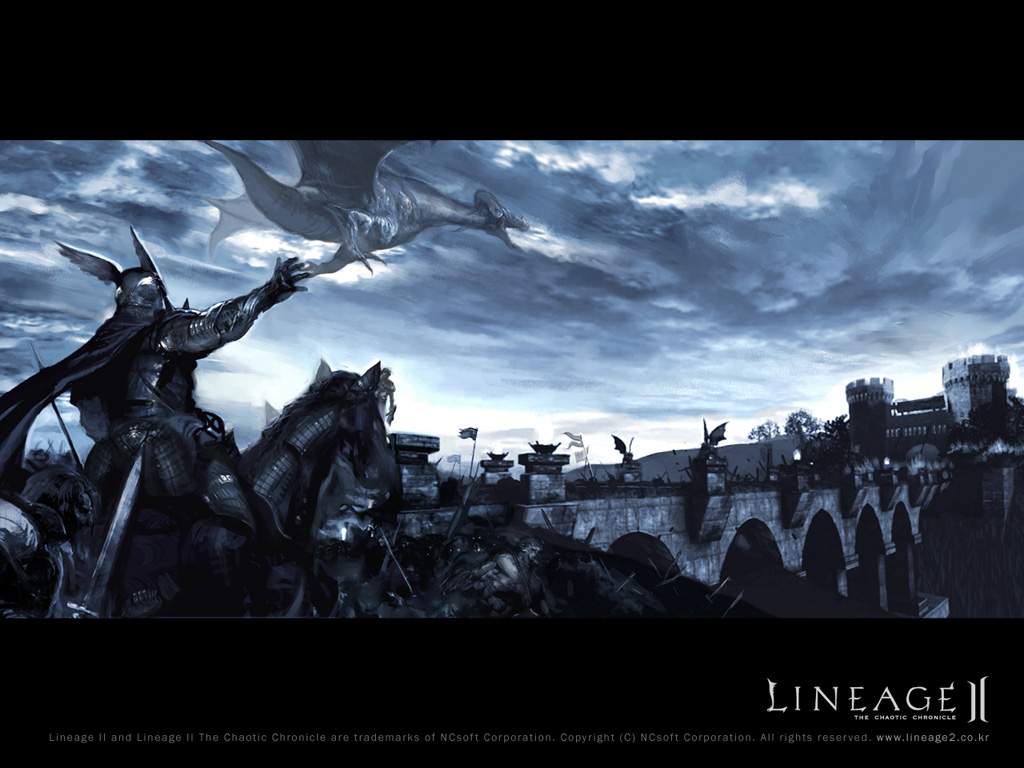 LINEAGE II
THE CHAOTIC CHRONICLE
Lineage II and Lineage II The Chaotic Chronicle are trademarks of NCsoft Corporation. Copyright (C) NCsoft Corporation. All rights reserved. www.lineage2.co.kr